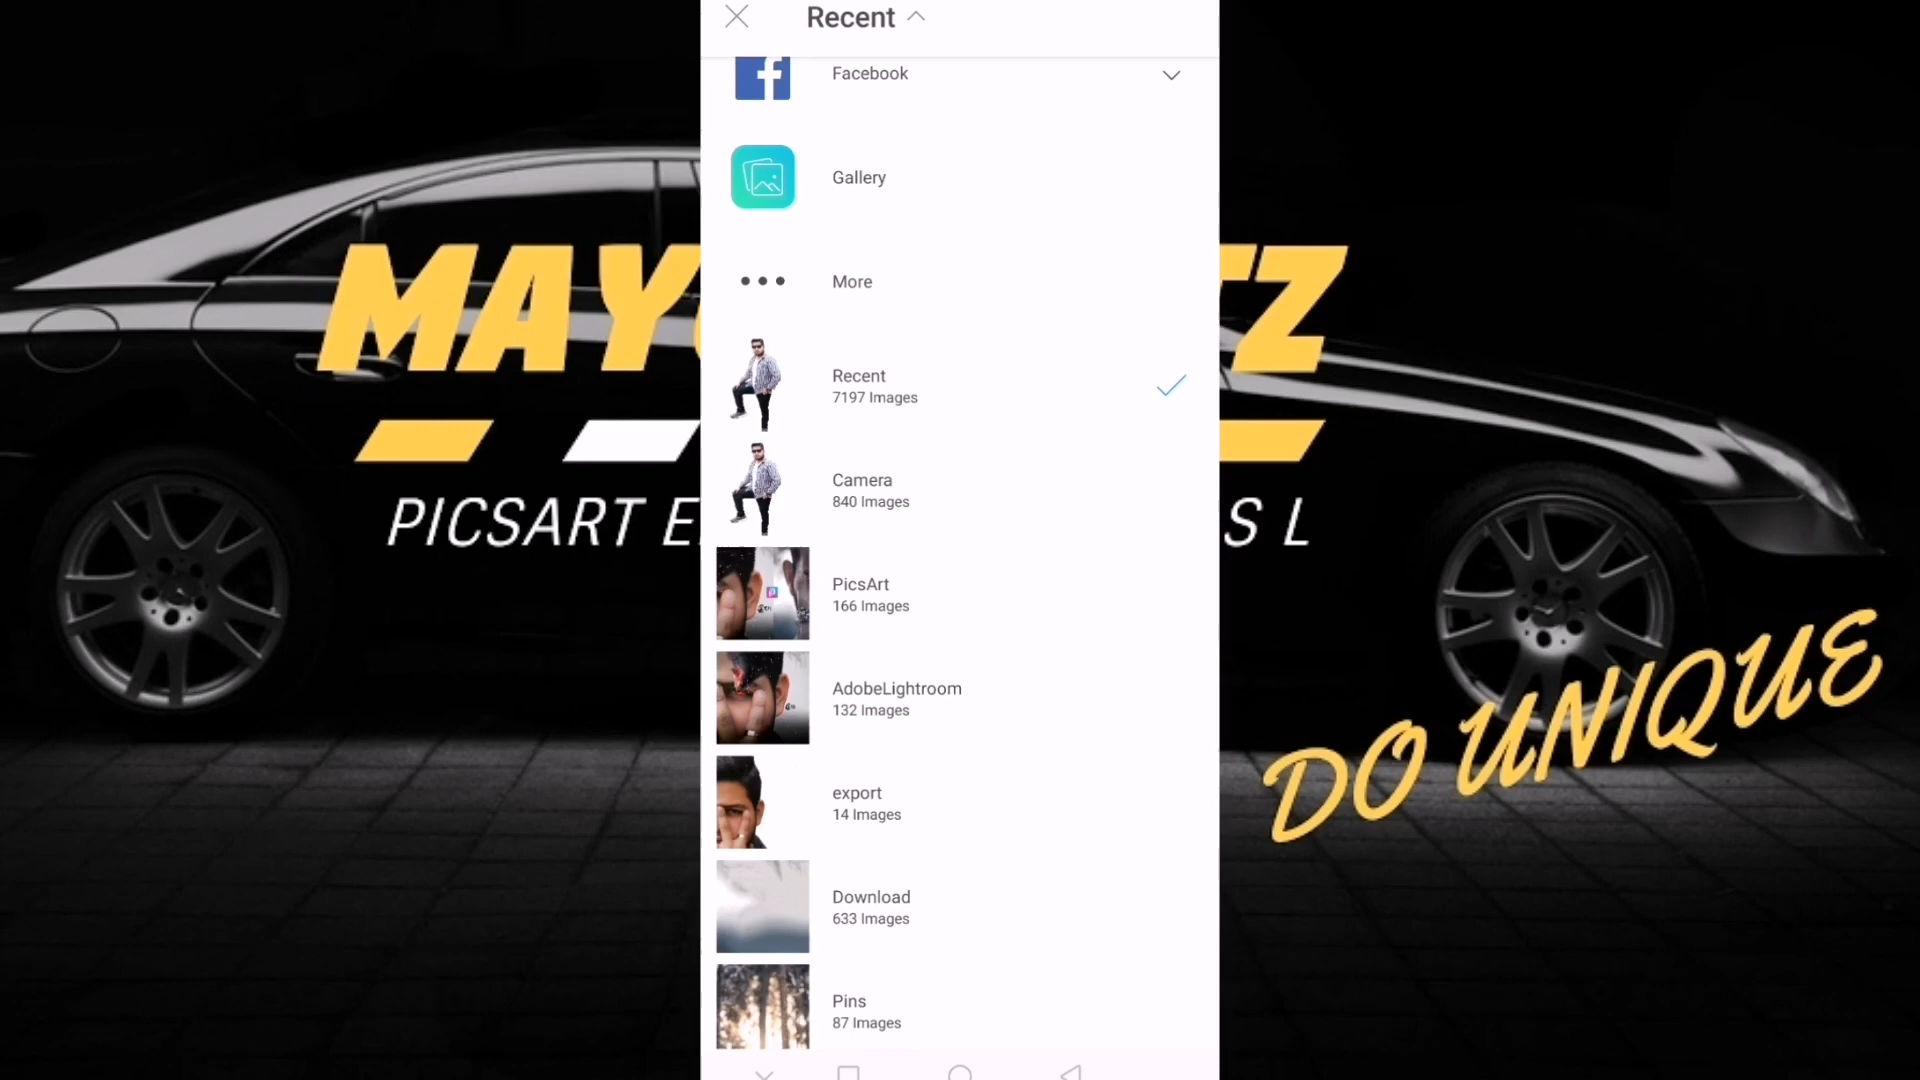 Recent
Facebook
Gallery
More
Recent
7197 Images
Camera
840 Images
PicsArt
166 Images
AdobeLightroom
132 Images
export
14 Images
Download
633 Images
Pins
87 Images
PICSART
S L
DO UNIQUE